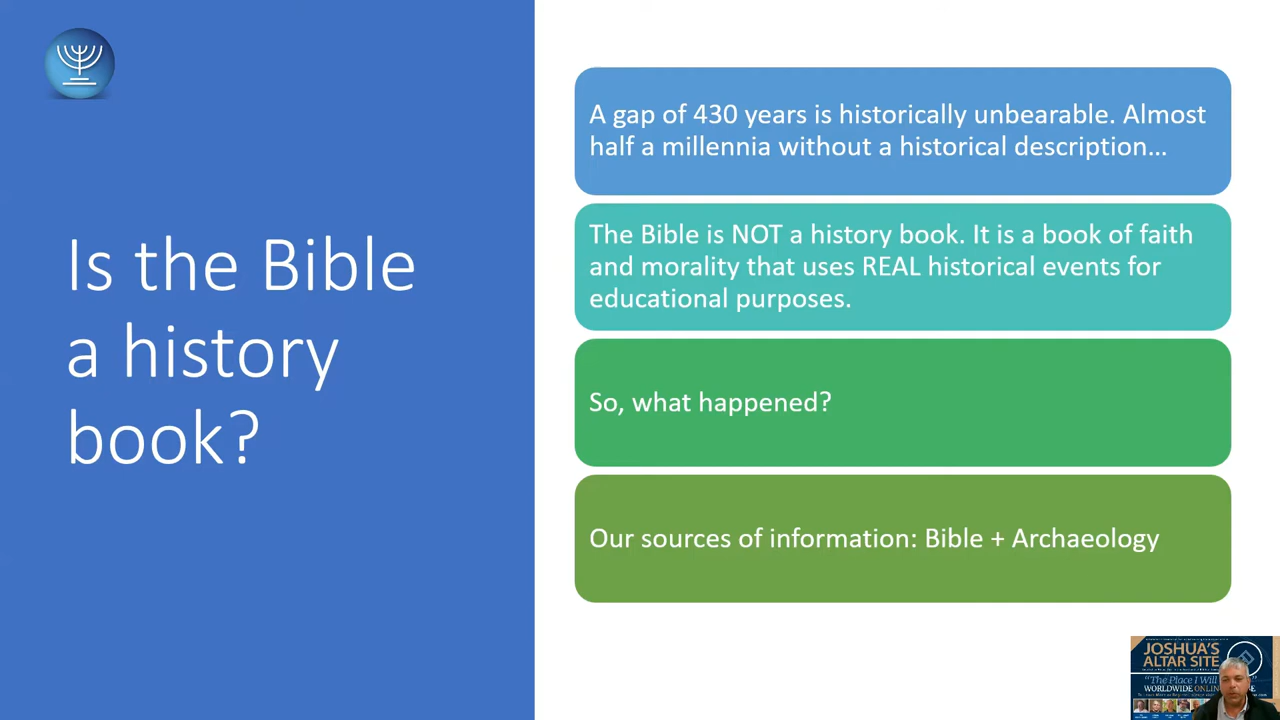 Is the Bible
a history
book?
A gap of 430 years is historically unbearable. Almost
half a millennia without a historical description...
The Bible is NOT a history book. It is a book of faith
and morality that uses REAL historical events for
educational purposes.
So, what happened?
Our sources of information: Bible + Archaeology
JOSHUA'S
ALTAR SITE
"The Place I Will
WORLDWIDE ONLIN